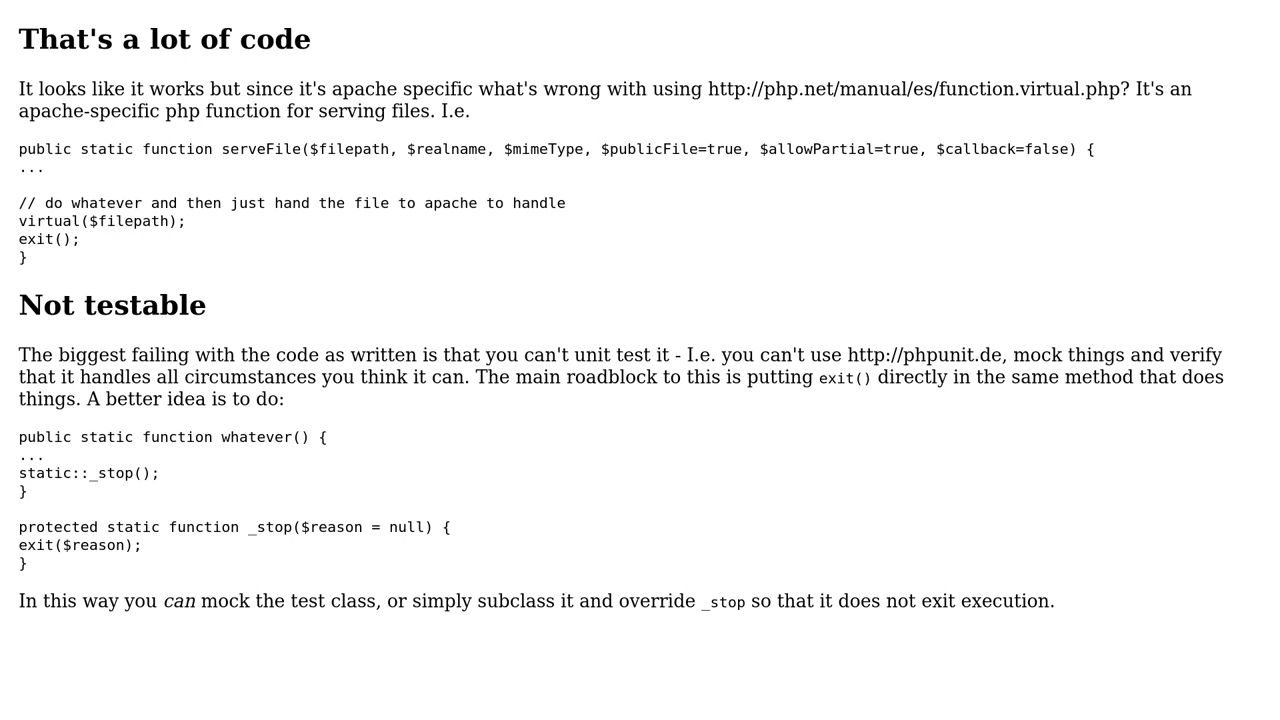 That's a lot of code
It looks like it works but since it's apache specific what's wrong with using http://php.net/manual/es/function.virtual.php? It's an
apache-specific php function for serving files. I.e.
public static function serveFile($filepath, $realname, $mimeType, $publicFile=true, $allowPartial=true, $callback=false) {
...
// do whatever and then just hand the file to apache to handle
virtual($filepath);
exit();
}
Not testable
The biggest failing with the code as written is that you can't unit test it - I.e. you can't use http://phpunit.de, mock things and verify
that it handles all circumstances you think it can. The main roadblock to this is putting exit() directly in the same method that does
things. A better idea is to do:
public static function whatever() {
...
static::_stop();
}
protected static function _stop($reason = null) {
exit($reason);
}
In this way you can mock the test class, or simply subclass it and override _stop so that it does not exit execution.